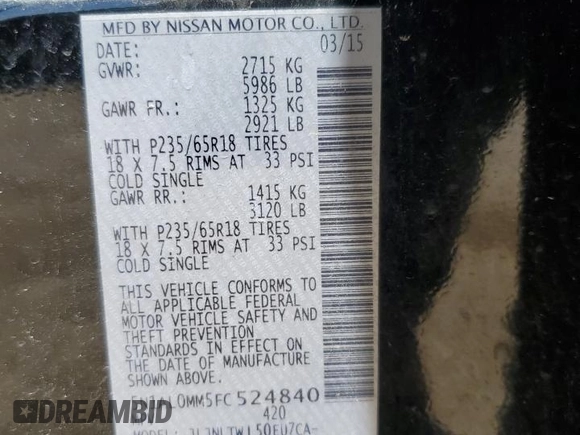 MFD BY NISSAN MOTOR CO., LTD.
DATE: 03/15
GVWR: 2715 KG
5986 LB
GAWR FR.: 1325 KG
2921 LB
WITH P235/65R18 TIRES
18 X 7.5 RIMS AT 33 PSI
COLD SINGLE
GAWR RR.: 1415 KG
3120 LB
WITH P235/65R18 TIRES
18 X 7.5 RIMS AT 33 PSI
COLD SINGLE
THIS VEHICLE CONFORMS TO
ALL APPLICABLE FEDERAL
MOTOR VEHICLE SAFETY AND
THEFT PREVENTION
STANDARDS IN EFFECT ON
THE DATE OF MANUFACTURE
SHOWN ABOVE.
0MM5FC524840
420
MODEL:
AUTOHELPERBOT.COM